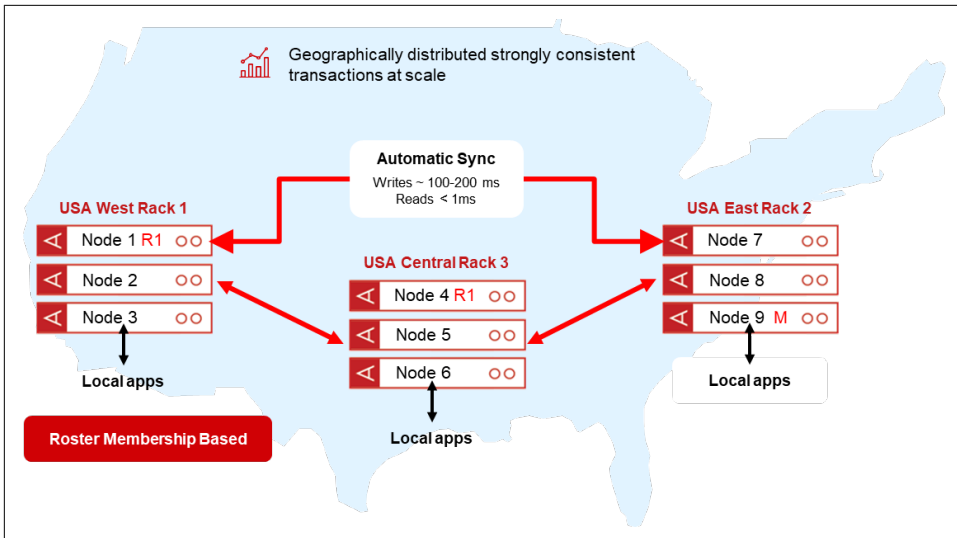 Geographically distributed strongly consistent
transactions at scale
Automatic Sync
Writes ~ 100-200 ms
Reads < 1ms
USA West Rack 1
Node 1 R1
Node 2
Node 3
Local apps
USA Central Rack 3
Node 4 R1
Node 5
Node 6
Local apps
USA East Rack 2
Node 7
Node 8
Node 9 M
Local apps
Roster Membership Based